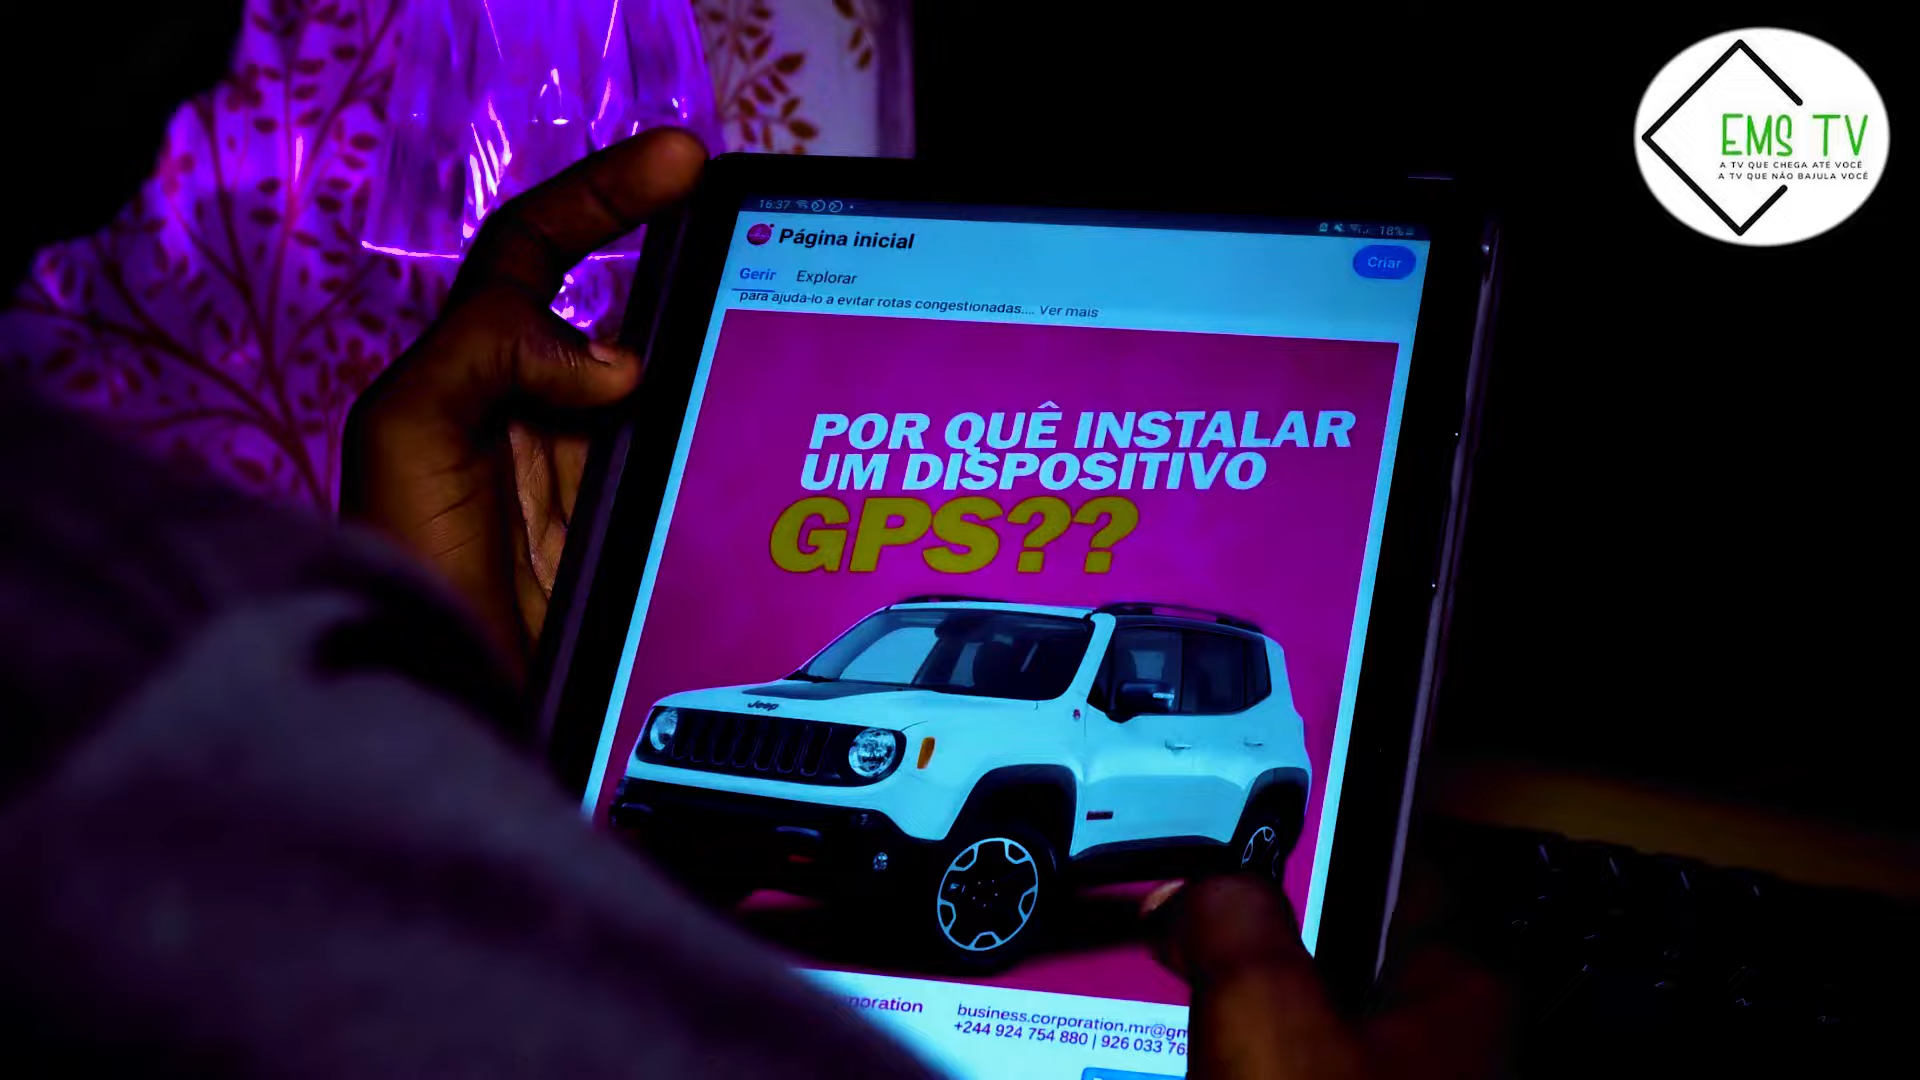 EMS TV
A TV QUE CHEGA ATÉ VOCÊ
A TV QUE NÃO BAJULA VOCÊ
16:37
18%
Página inicial
Criar
Gerir Explorar
para ajudá-lo a evitar rotas congestionadas.... Ver mais
POR QUÊ INSTALAR
UM DISPOSITIVO
GPS??
Jeep
business.corporation.mr@gm
+244 924 754 880 | 926 033 76